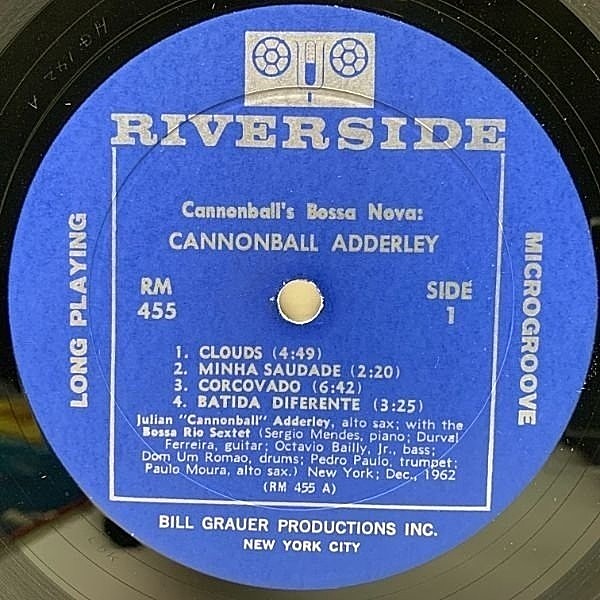 RIVERSIDE
Cannonball's Bossa Nova:
CANNONBALL ADDERLEY
RM
455
SIDE
1
LONG PLAYING
MICROGROOVE
1. CLOUDS (4:49)
2. MINHA SAUDADE (2:20)
3. CORCOVADO (6:42)
4. BATIDA DIFERENTE (3:25)
Julian "Cannonball" Adderley, alto sax; with the
Bossa Rio Sextet (Sergio Mendes, piano; Durval
Ferreira, guitar; Octavio Bailly, Jr., bass;
Dom Um Romao, drums; Pedro Paulo, trumpet;
Paulo Moura, alto sax.) New York; Dec., 1962
(RM 455 A)
BILL GRAUER PRODUCTIONS INC.
NEW YORK CITY